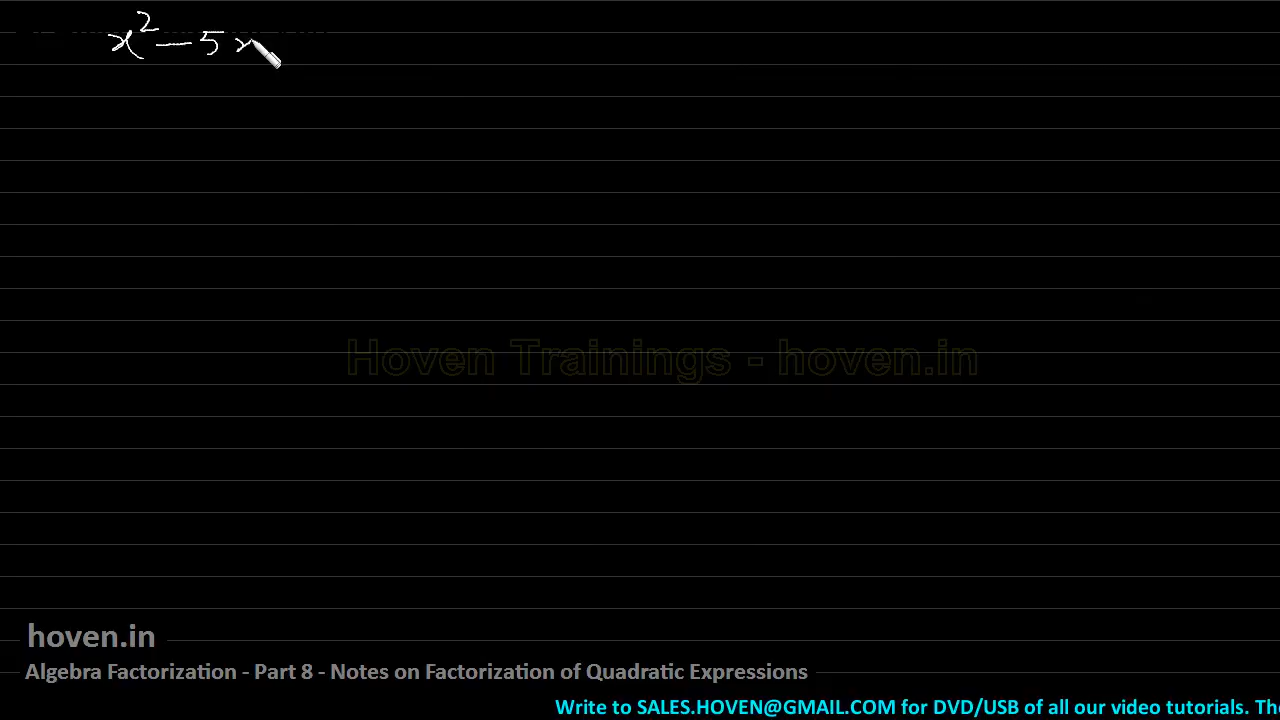 x² – 5x
Hoven Trainings - hoven.in
hoven.in
Algebra Factorization - Part 8 - Notes on Factorization of Quadratic Expressions
Write to SALES.HOVEN@GMAIL.COM for DVD/USB of all our video tutorials. The